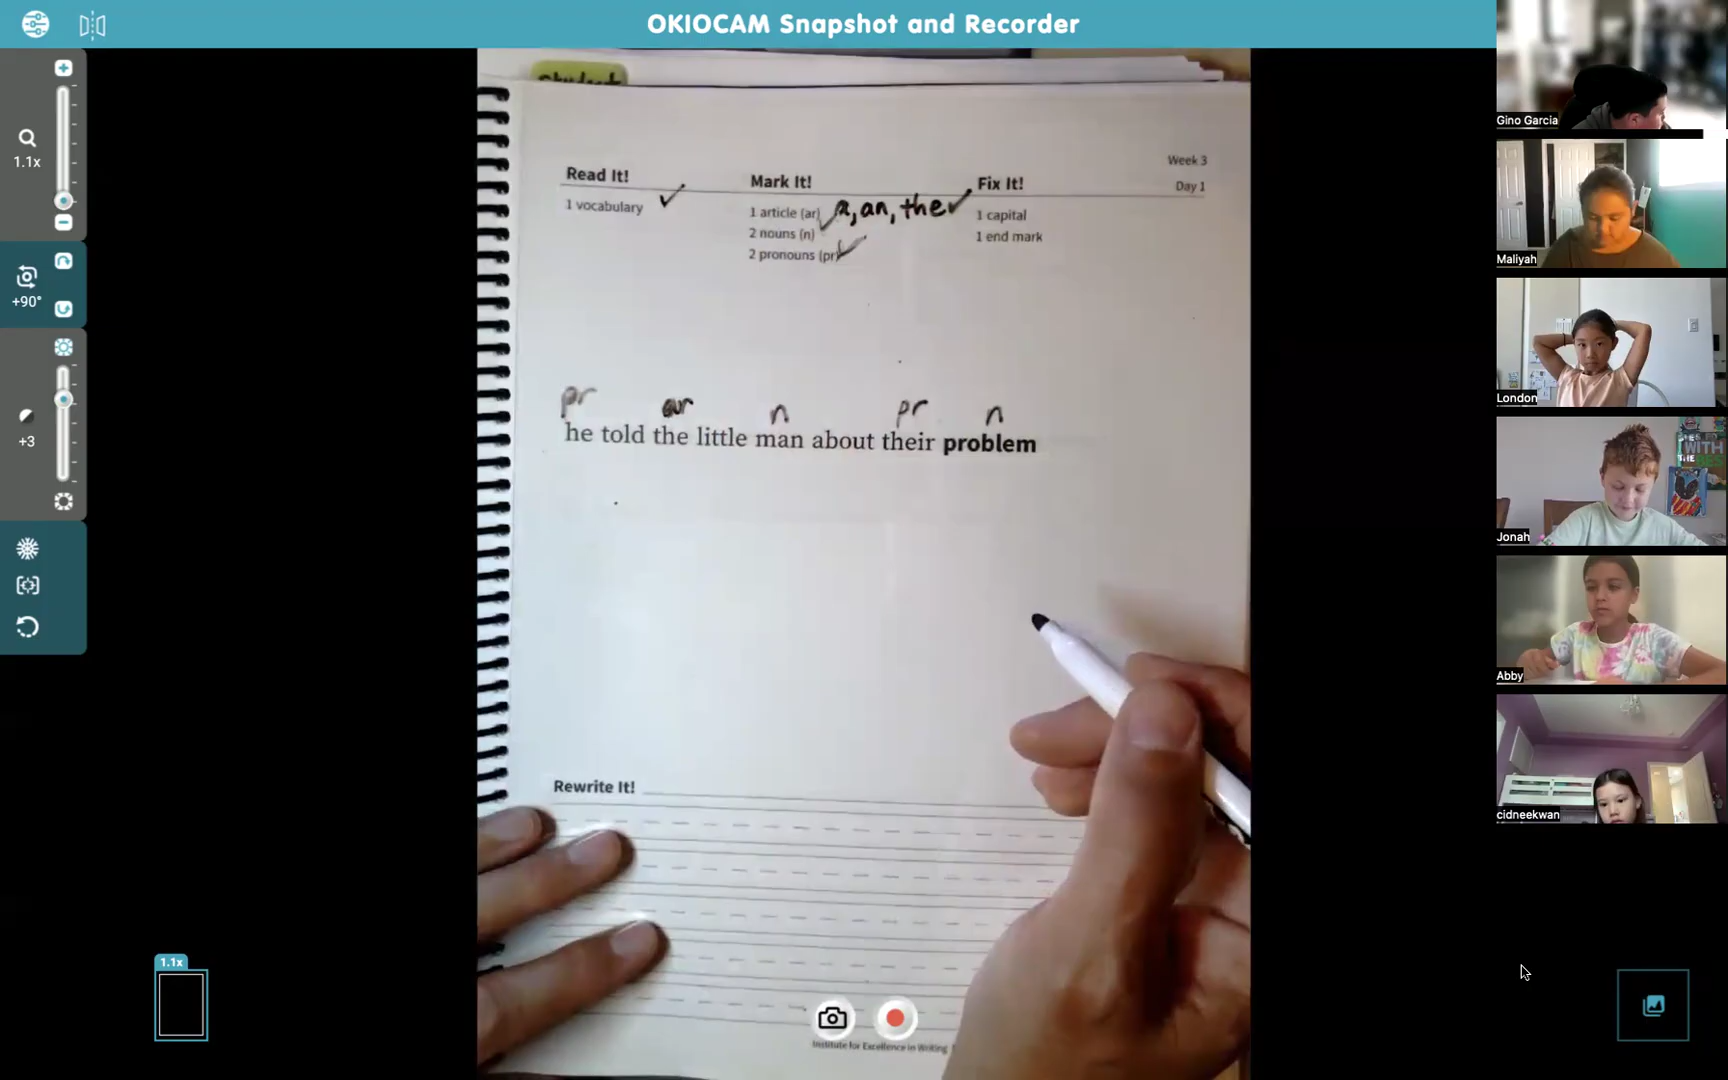 OKIOCAM Snapshot and Recorder
1.1x
+90°
+3
1.1x
Week 3
Day 1
Read It!
1 vocabulary ✓
Mark It!
1 article (ar) ✓ a, an, the ✓
2 nouns (n)
2 pronouns (pr) ✓
Fix It!
1 capital
1 end mark
pr ar n pr n
he told the little man about their problem
Rewrite It!
Institute for Excellence in Writing
Gino Garcia
Maliyah
London
Jonah
Abby
cidneekwan